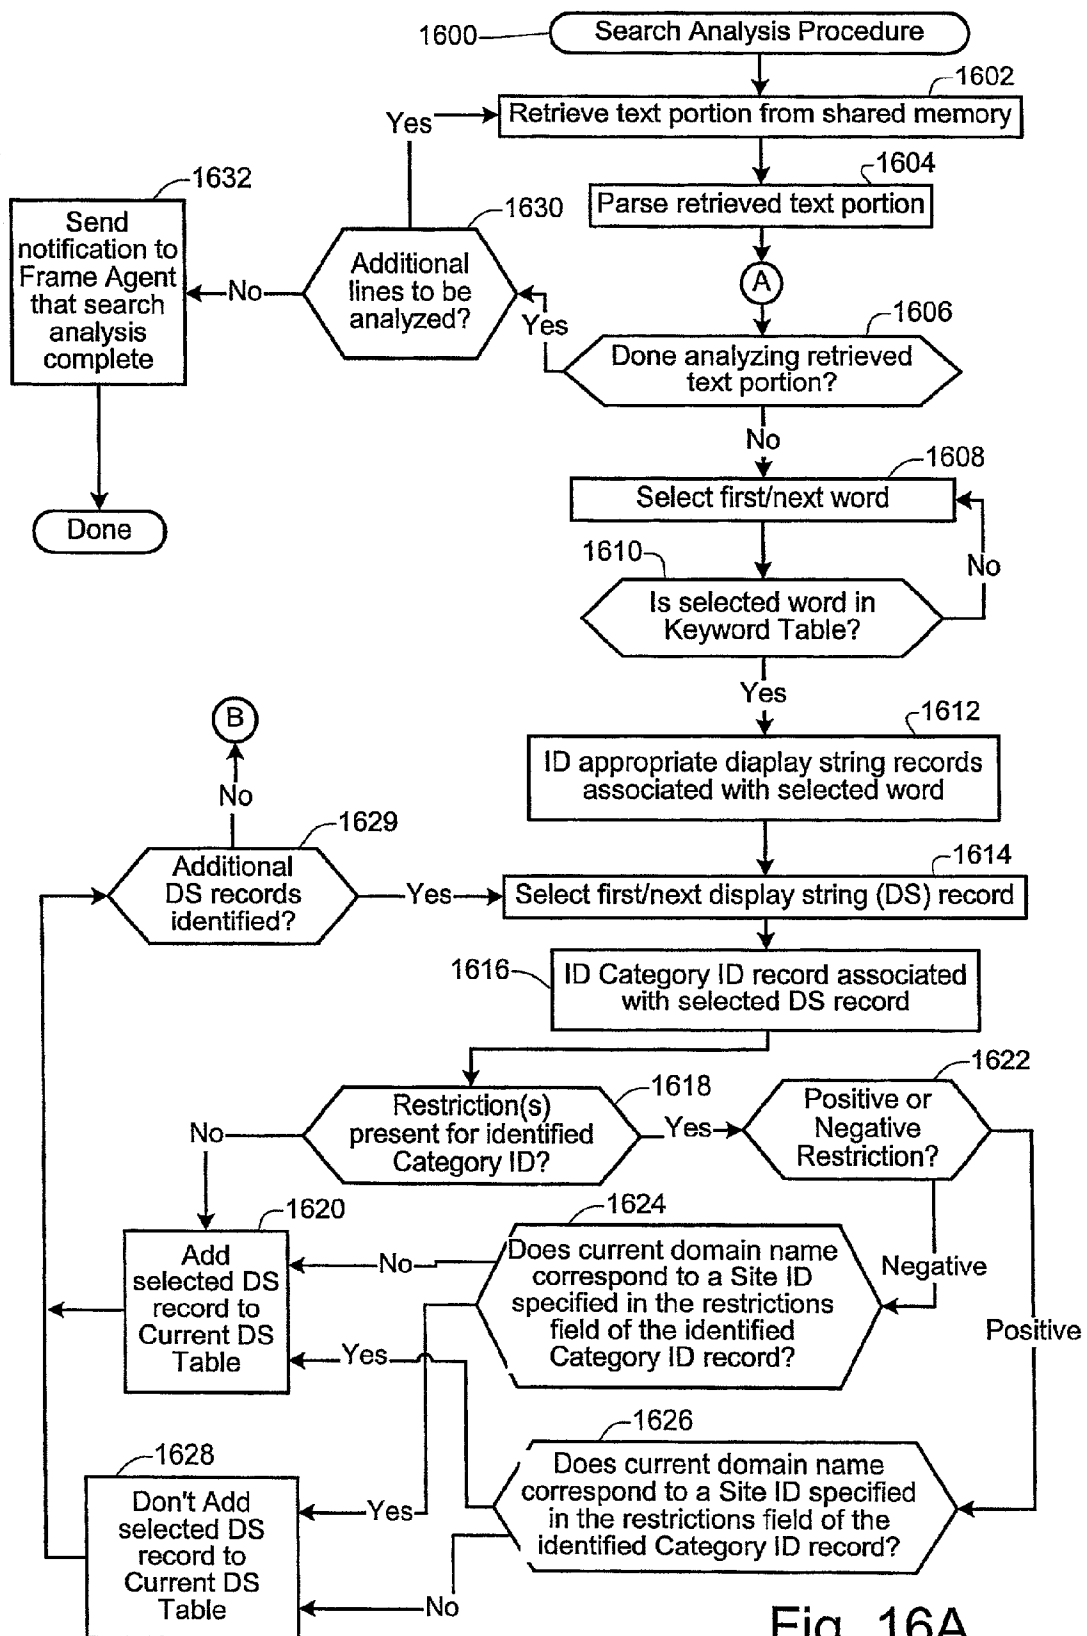 1600
Search Analysis Procedure
1602
Retrieve text portion from shared memory
Yes
1604
Parse retrieved text portion
1632
Send
notification to
Frame Agent
that search
analysis
complete
1630
Additional
lines to be
analyzed?
No
Yes
A
1606
Done analyzing retrieved
text portion?
No
1608
Select first/next word
Done
1610
No
Is selected word in
Keyword Table?
Yes
B
1612
ID appropriate diaplay string records
associated with selected word
No
1629
Additional
DS records
identified?
Yes
1614
Select first/next display string (DS) record
1616
ID Category ID record associated
with selected DS record
1618
Restriction(s)
present for identified
Category ID?
No
Yes
1622
Positive or
Negative
Restriction?
1620
Add
selected DS
record to
Current DS
Table
1624
Does current domain name
correspond to a Site ID
specified in the restrictions
field of the identified
Category ID record?
No
Negative
Positive
Yes
1626
Does current domain name
correspond to a Site ID specified
in the restrictions field of the
identified Category ID record?
1628
Don't Add
selected DS
record to
Current DS
Table
Yes
No
Fig. 16A